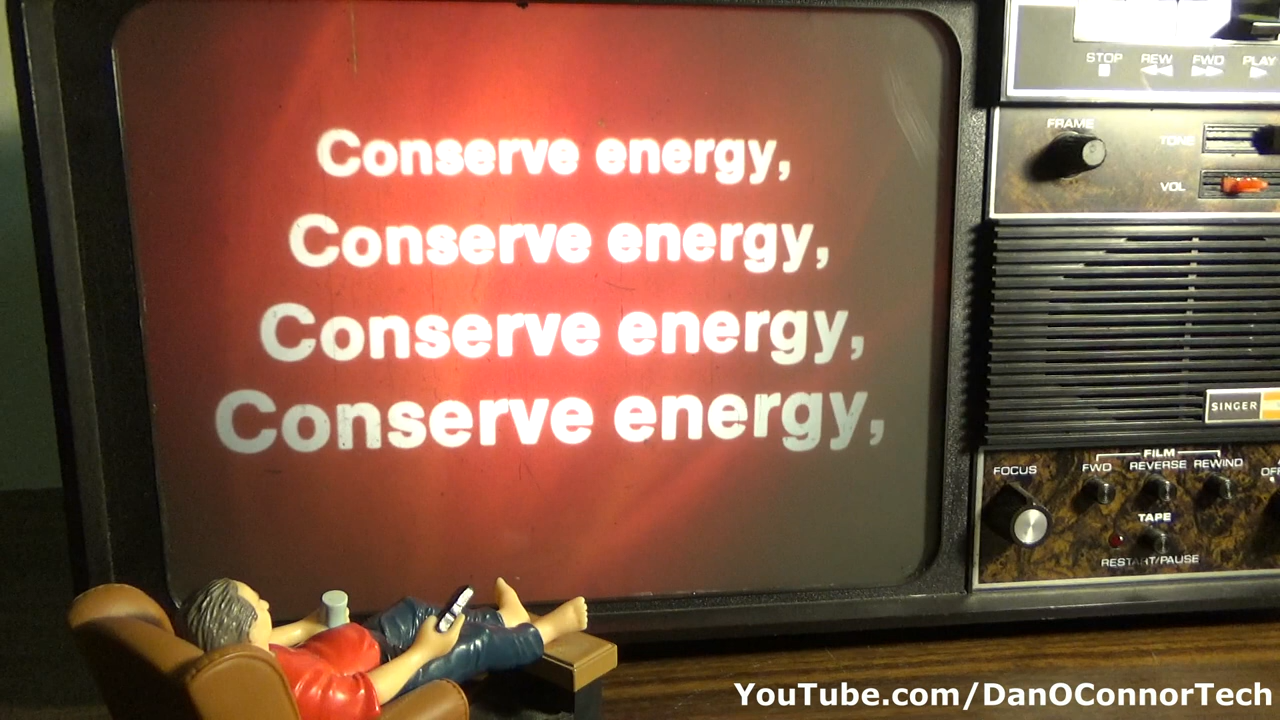 Conserve energy,
Conserve energy,
Conserve energy,
Conserve energy,
STOP REW FWD PLAY
FRAME
TONE
VOL
SINGER
FOCUS
FILM
FWD REVERSE REWIND
TAPE
RESTART/PAUSE
YouTube.com/DanOConnorTech